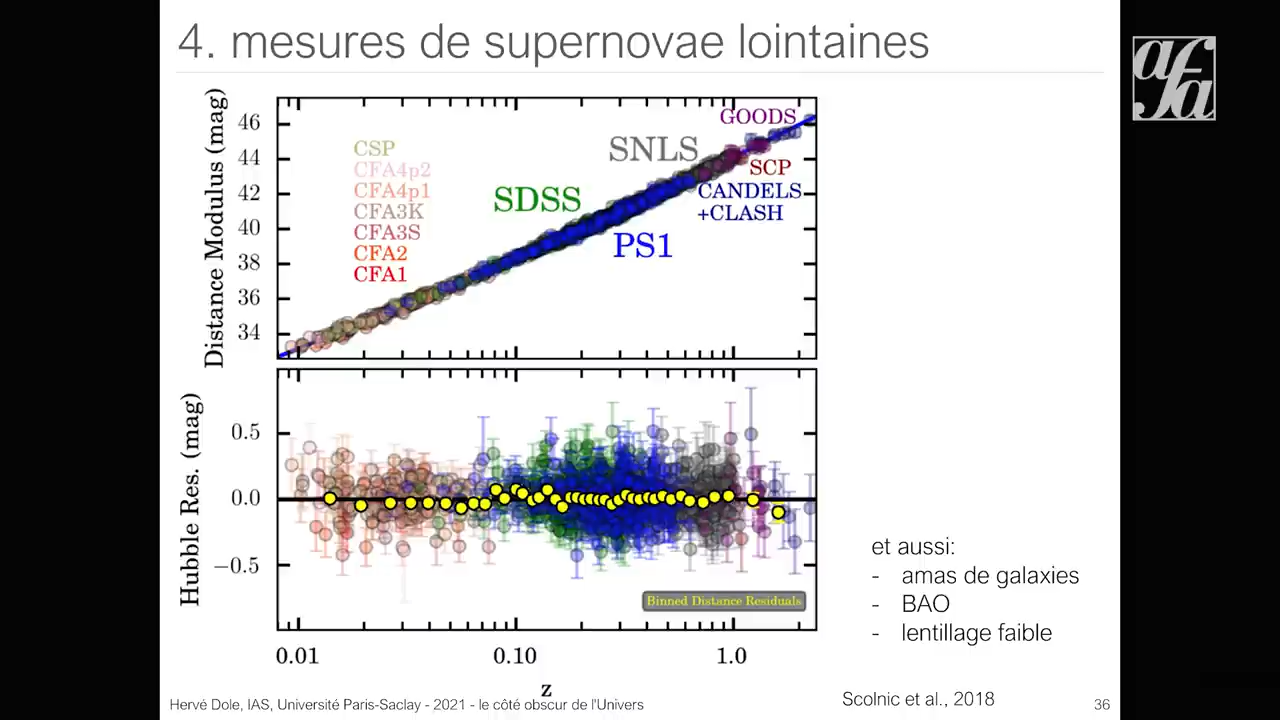 4. mesures de supernovae lointaines
afa
Distance Modulus (mag)
46
44
42
40
38
36
34
CSP
CFA4p2
CFA4p1
CFA3K
CFA3S
CFA2
CFA1
SDSS
SNLS
PS1
GOODS
SCP
CANDELS
+CLASH
Hubble Res. (mag)
0.5
0.0
−0.5
Binned Distance Residuals
0.01
0.10
1.0
z
et aussi:
- amas de galaxies
- BAO
- lentillage faible
Scolnic et al., 2018
Hervé Dole, IAS, Université Paris-Saclay - 2021 - le côté obscur de l'Univers
36